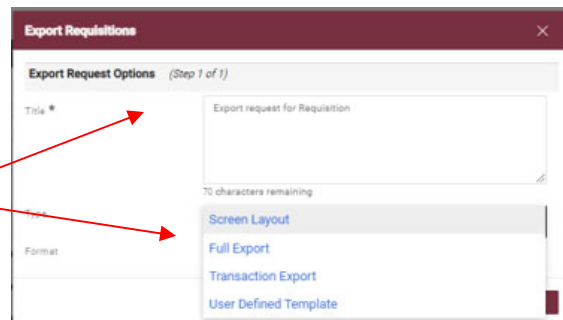 Export Requisitions
Export Request Options (Step 1 of 1)
Title *
Export request for Requisition
70 characters remaining
Type
Screen Layout
Format
Full Export
Transaction Export
User Defined Template